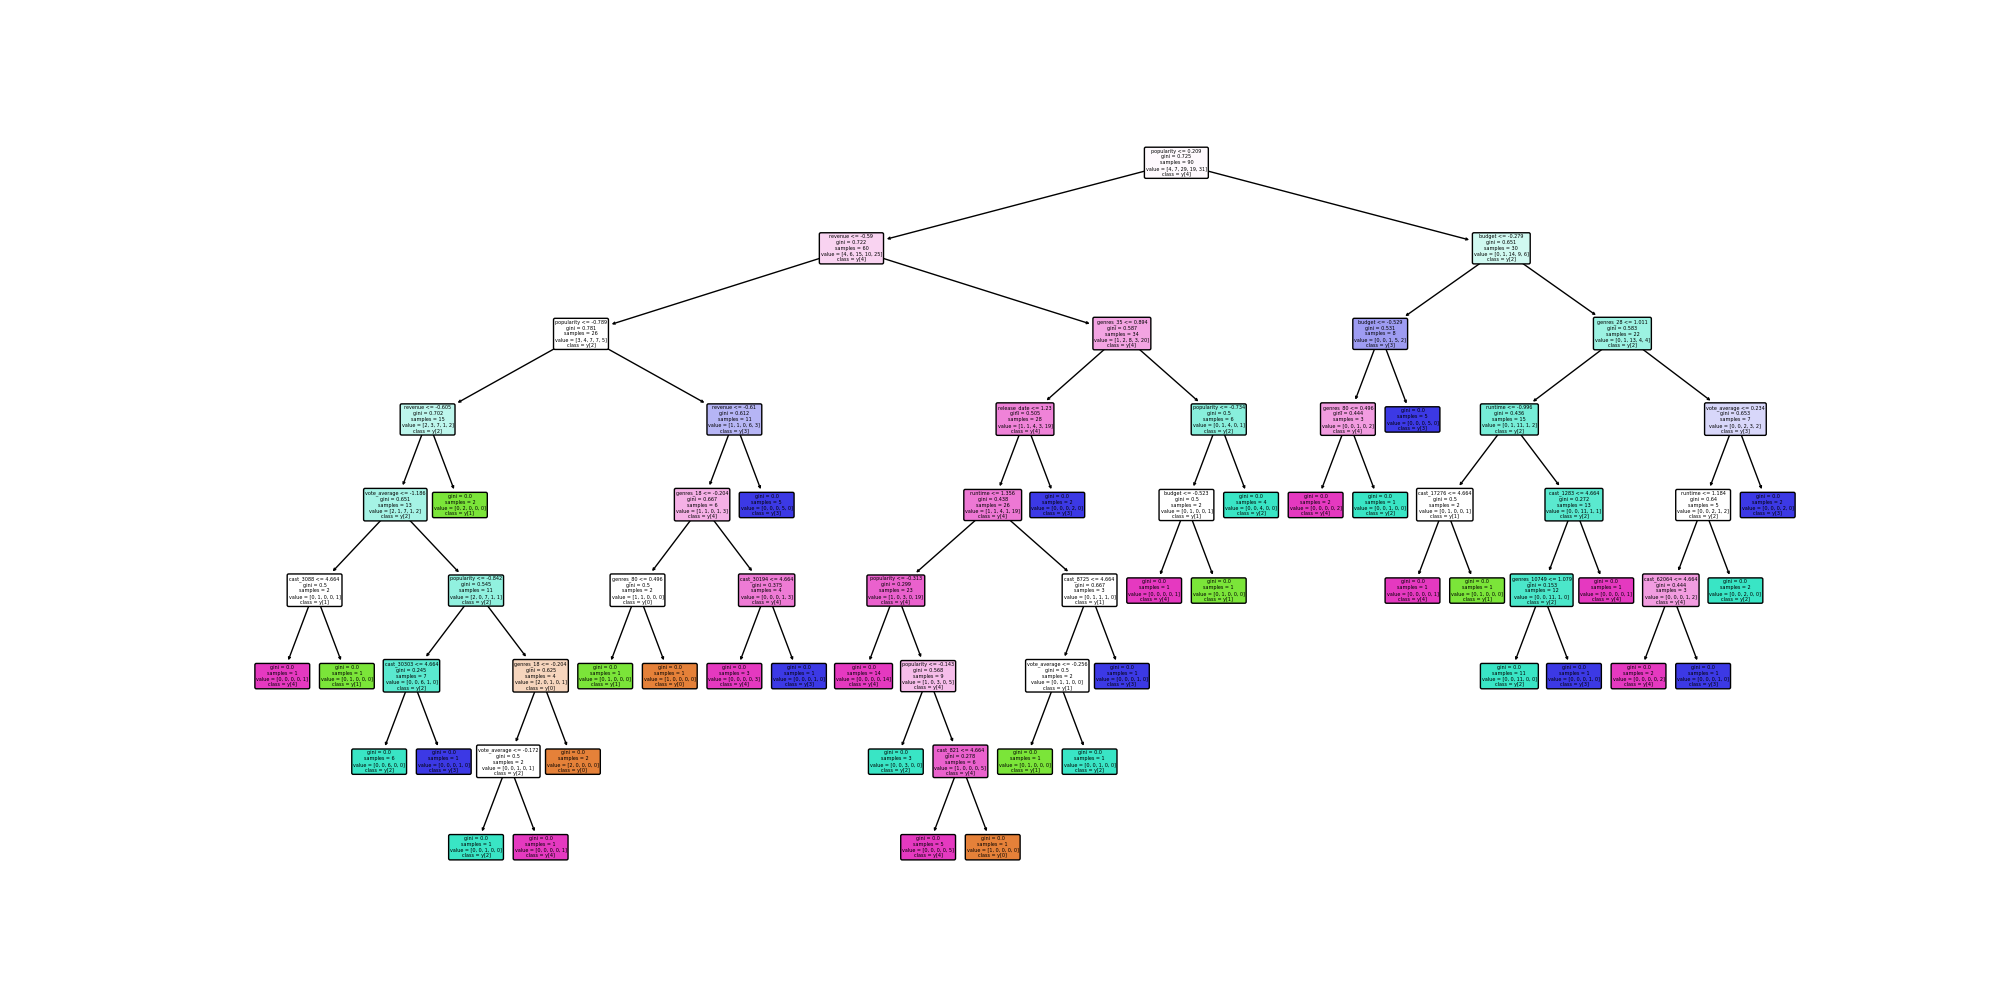 popularity <= 0.209
gini = 0.725
samples = 90
value = [4, 7, 29, 19, 31]
class = y[4]
revenue <= -0.59
gini = 0.722
samples = 60
value = [4, 6, 15, 10, 25]
class = y[4]
budget <= -0.279
gini = 0.651
samples = 30
value = [0, 1, 14, 9, 6]
class = y[2]
popularity <= -0.789
gini = 0.781
samples = 26
value = [3, 4, 7, 7, 5]
class = y[2]
genres_35 <= 0.894
gini = 0.587
samples = 34
value = [1, 2, 8, 3, 20]
class = y[4]
budget <= -0.529
gini = 0.531
samples = 8
value = [0, 0, 1, 5, 2]
class = y[3]
genres_28 <= 1.011
gini = 0.583
samples = 22
value = [0, 1, 13, 4, 4]
class = y[2]
revenue <= -0.605
gini = 0.702
samples = 15
value = [2, 3, 7, 1, 2]
class = y[2]
revenue <= -0.61
gini = 0.612
samples = 11
value = [1, 1, 0, 6, 3]
class = y[3]
release_date <= 1.23
gini = 0.505
samples = 28
value = [1, 1, 4, 3, 19]
class = y[4]
popularity <= -0.734
gini = 0.5
samples = 6
value = [0, 1, 4, 0, 1]
class = y[2]
genres_80 <= 0.496
gini = 0.444
samples = 3
value = [0, 0, 1, 0, 2]
class = y[4]
gini = 0.0
samples = 5
value = [0, 0, 0, 5, 0]
class = y[3]
runtime <= -0.996
gini = 0.436
samples = 15
value = [0, 1, 11, 1, 2]
class = y[2]
vote_average <= 0.234
gini = 0.653
samples = 7
value = [0, 0, 2, 3, 2]
class = y[3]
vote_average <= -1.186
gini = 0.651
samples = 13
value = [2, 1, 7, 1, 2]
class = y[2]
gini = 0.0
samples = 2
value = [0, 2, 0, 0, 0]
class = y[1]
genres_18 <= -0.204
gini = 0.667
samples = 6
value = [1, 1, 0, 1, 3]
class = y[4]
gini = 0.0
samples = 5
value = [0, 0, 0, 5, 0]
class = y[3]
runtime <= 1.356
gini = 0.438
samples = 26
value = [1, 1, 4, 1, 19]
class = y[4]
gini = 0.0
samples = 2
value = [0, 0, 0, 2, 0]
class = y[3]
budget <= -0.523
gini = 0.5
samples = 2
value = [0, 1, 0, 0, 1]
class = y[1]
gini = 0.0
samples = 4
value = [0, 0, 4, 0, 0]
class = y[2]
gini = 0.0
samples = 2
value = [0, 0, 0, 0, 2]
class = y[4]
gini = 0.0
samples = 1
value = [0, 0, 1, 0, 0]
class = y[2]
cast_17276 <= 4.664
gini = 0.5
samples = 2
value = [0, 1, 0, 0, 1]
class = y[1]
cast_1283 <= 4.664
gini = 0.272
samples = 13
value = [0, 0, 11, 1, 1]
class = y[2]
runtime <= 1.184
gini = 0.64
samples = 5
value = [0, 0, 2, 1, 2]
class = y[2]
gini = 0.0
samples = 2
value = [0, 0, 0, 2, 0]
class = y[3]
cast_3088 <= 4.664
gini = 0.5
samples = 2
value = [0, 1, 0, 0, 1]
class = y[1]
popularity <= -0.842
gini = 0.545
samples = 11
value = [2, 0, 7, 1, 1]
class = y[2]
genres_80 <= 0.496
gini = 0.5
samples = 2
value = [1, 1, 0, 0, 0]
class = y[0]
cast_30194 <= 4.664
gini = 0.375
samples = 4
value = [0, 0, 0, 1, 3]
class = y[4]
popularity <= -0.313
gini = 0.299
samples = 23
value = [1, 0, 3, 0, 19]
class = y[4]
cast_8725 <= 4.664
gini = 0.667
samples = 3
value = [0, 1, 1, 1, 0]
class = y[1]
gini = 0.0
samples = 1
value = [0, 0, 0, 0, 1]
class = y[4]
gini = 0.0
samples = 1
value = [0, 1, 0, 0, 0]
class = y[1]
gini = 0.0
samples = 1
value = [0, 0, 0, 0, 1]
class = y[4]
gini = 0.0
samples = 1
value = [0, 1, 0, 0, 0]
class = y[1]
genres_10749 <= 1.079
gini = 0.153
samples = 12
value = [0, 0, 11, 1, 0]
class = y[2]
gini = 0.0
samples = 1
value = [0, 0, 0, 0, 1]
class = y[4]
cast_62064 <= 4.664
gini = 0.444
samples = 3
value = [0, 0, 0, 1, 2]
class = y[4]
gini = 0.0
samples = 2
value = [0, 0, 2, 0, 0]
class = y[2]
gini = 0.0
samples = 1
value = [0, 0, 0, 0, 1]
class = y[4]
gini = 0.0
samples = 1
value = [0, 1, 0, 0, 0]
class = y[1]
cast_30303 <= 4.664
gini = 0.245
samples = 7
value = [0, 0, 6, 1, 0]
class = y[2]
genres_18 <= -0.204
gini = 0.625
samples = 4
value = [2, 0, 1, 0, 1]
class = y[0]
gini = 0.0
samples = 1
value = [0, 1, 0, 0, 0]
class = y[1]
gini = 0.0
samples = 1
value = [1, 0, 0, 0, 0]
class = y[0]
gini = 0.0
samples = 3
value = [0, 0, 0, 0, 3]
class = y[4]
gini = 0.0
samples = 1
value = [0, 0, 0, 1, 0]
class = y[3]
gini = 0.0
samples = 14
value = [0, 0, 0, 0, 14]
class = y[4]
popularity <= -0.143
gini = 0.568
samples = 9
value = [1, 0, 3, 0, 5]
class = y[4]
vote_average <= -0.256
gini = 0.5
samples = 2
value = [0, 1, 1, 0, 0]
class = y[1]
gini = 0.0
samples = 1
value = [0, 0, 0, 1, 0]
class = y[3]
gini = 0.0
samples = 11
value = [0, 0, 11, 0, 0]
class = y[2]
gini = 0.0
samples = 1
value = [0, 0, 0, 1, 0]
class = y[3]
gini = 0.0
samples = 2
value = [0, 0, 0, 0, 2]
class = y[4]
gini = 0.0
samples = 1
value = [0, 0, 0, 1, 0]
class = y[3]
gini = 0.0
samples = 6
value = [0, 0, 6, 0, 0]
class = y[2]
gini = 0.0
samples = 1
value = [0, 0, 0, 1, 0]
class = y[3]
vote_average <= -0.172
gini = 0.5
samples = 2
value = [0, 0, 1, 0, 1]
class = y[2]
gini = 0.0
samples = 2
value = [2, 0, 0, 0, 0]
class = y[0]
gini = 0.0
samples = 3
value = [0, 0, 3, 0, 0]
class = y[2]
cast_821 <= 4.664
gini = 0.278
samples = 6
value = [1, 0, 0, 0, 5]
class = y[4]
gini = 0.0
samples = 1
value = [0, 1, 0, 0, 0]
class = y[1]
gini = 0.0
samples = 1
value = [0, 0, 1, 0, 0]
class = y[2]
gini = 0.0
samples = 1
value = [0, 0, 1, 0, 0]
class = y[2]
gini = 0.0
samples = 1
value = [0, 0, 0, 0, 1]
class = y[4]
gini = 0.0
samples = 5
value = [0, 0, 0, 0, 5]
class = y[4]
gini = 0.0
samples = 1
value = [1, 0, 0, 0, 0]
class = y[0]